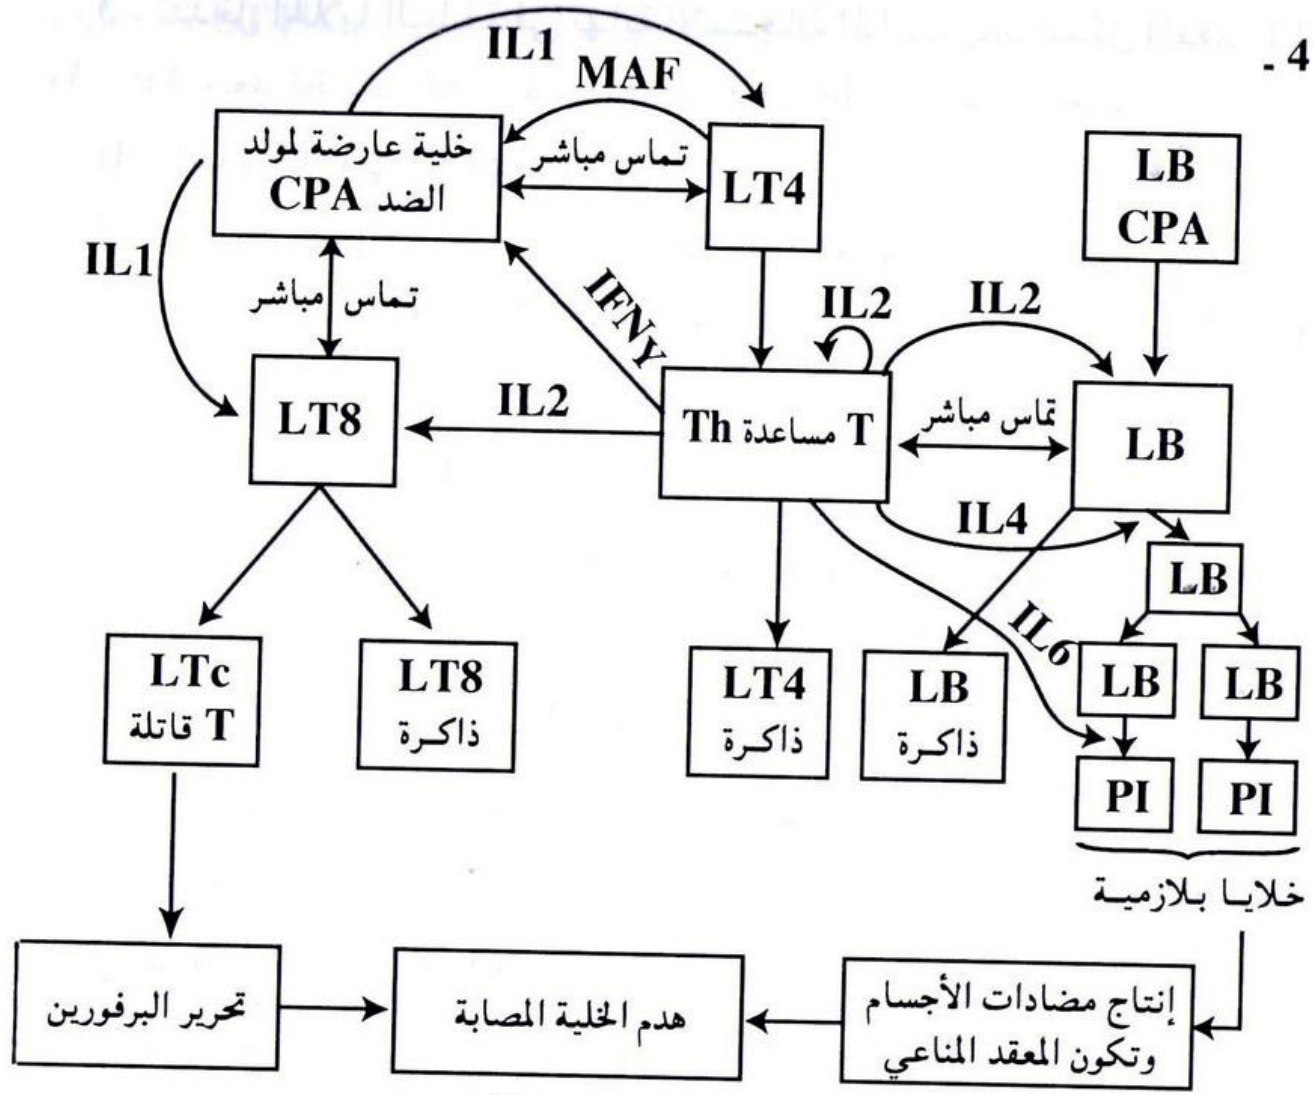 4 -
IL1
MAF
خلية عارضة لمولد
الضد CPA
تماس مباشر
LT4
LB
CPA
IL1
تماس مباشر
IFNY
IL2
IL2
LT8
IL2
Th مساعدة T
تماس مباشر
LB
IL4
LB
IL6
LTc
T قاتلة
LT8
ذاكرة
LT4
ذاكرة
LB
ذاكرة
LB
LB
PI
PI
خلايا بلازمية
تحرير البرفورين
هدم الخلية المصابة
إنتاج مضادات الأجسام
وتكون المعقد المناعي